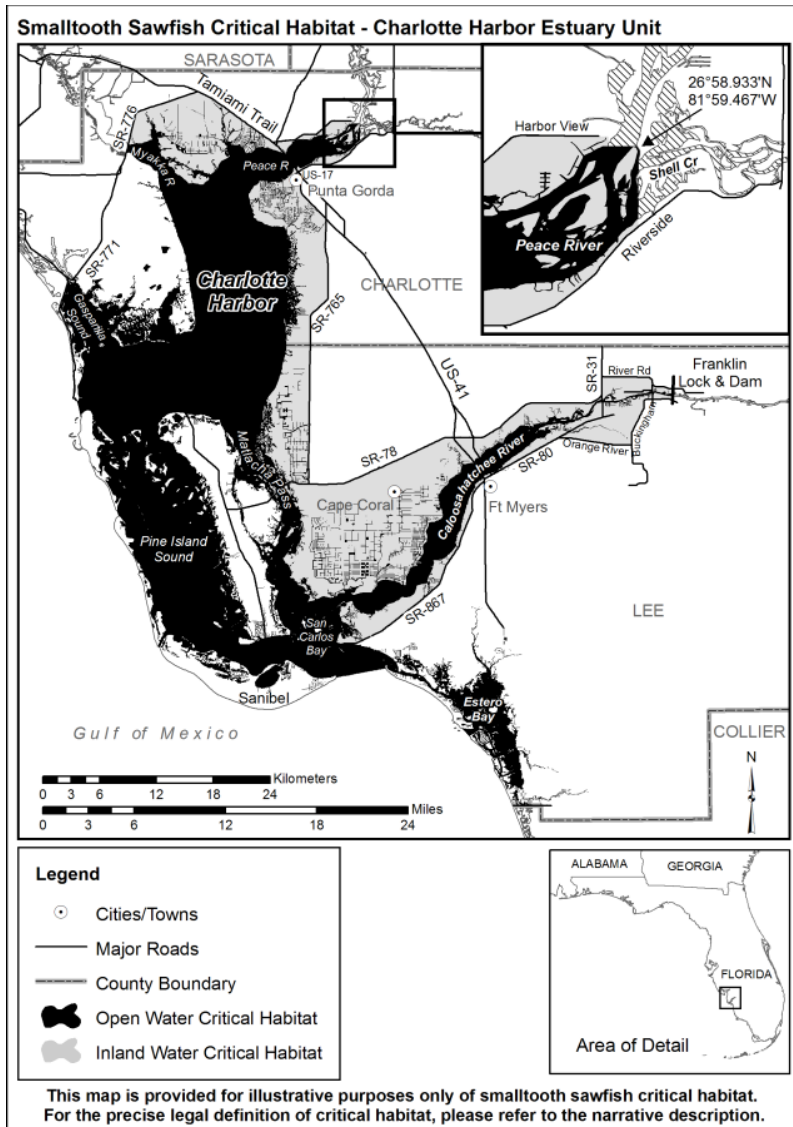 Smalltooth Sawfish Critical Habitat - Charlotte Harbor Estuary Unit
SARASOTA
Tamiami Trail
SR-776
Myakka R
Peace R
US-17
Punta Gorda
26°58.933'N
81°59.467'W
Harbor View
Shell Cr
Peace River
Riverside
SR-771
Gasparilla
Sound
Charlotte
Harbor
CHARLOTTE
SR-765
US-41
SR-31
River Rd
Franklin
Lock & Dam
Buckingham
Orange River
SR-80
SR-78
Matlacha Pass
Caloosahatchee River
Cape Coral
Ft Myers
Pine Island
Sound
SR-867
LEE
San
Carlos
Bay
Sanibel
Estero
Bay
Gulf of Mexico
COLLIER
N
Kilometers
0 3 6 12 18 24
Miles
0 3 6 12 18 24
Legend
Cities/Towns
Major Roads
County Boundary
Open Water Critical Habitat
Inland Water Critical Habitat
ALABAMA
GEORGIA
FLORIDA
Area of Detail
This map is provided for illustrative purposes only of smalltooth sawfish critical habitat.
For the precise legal definition of critical habitat, please refer to the narrative description.